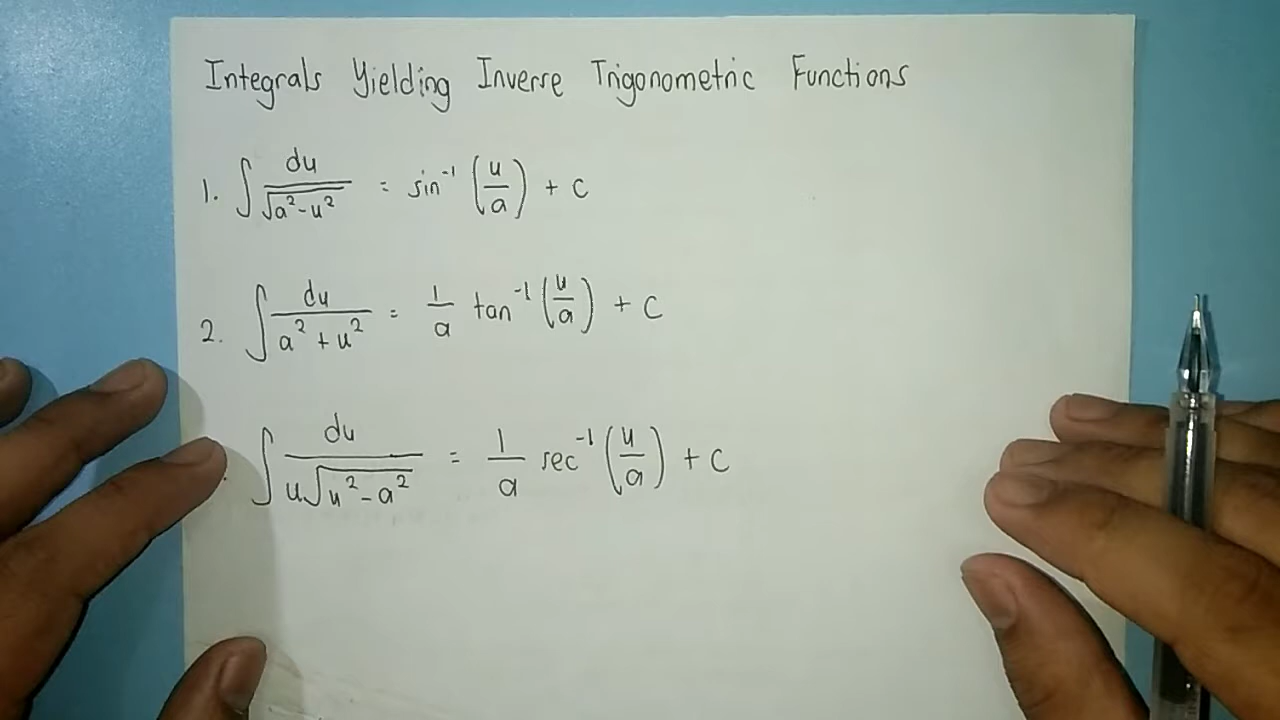 Integrals Yielding Inverse Trigonometric Functions
1. ∫ du / √(a² - u²) = sin⁻¹ (u/a) + C
2. ∫ du / (a² + u²) = 1/a tan⁻¹ (u/a) + C
. ∫ du / (u√(u² - a²)) = 1/a sec⁻¹ (u/a) + C